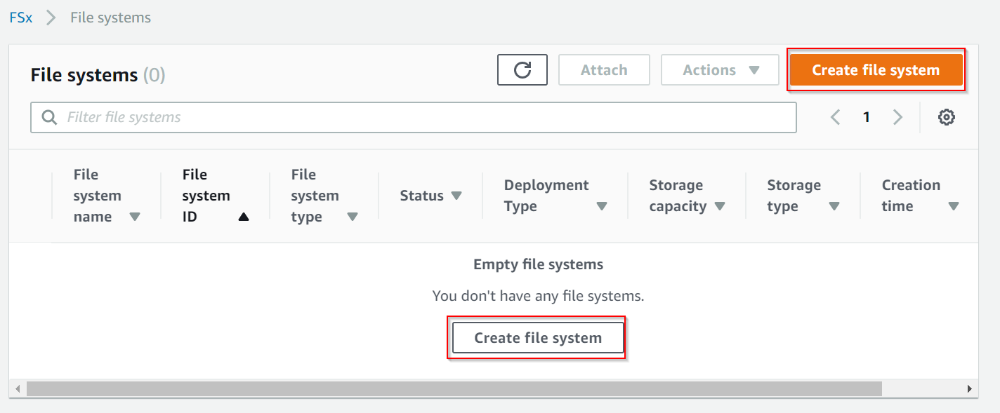 FSx File systems
File systems (0)
Attach
Actions
Create file system
Filter file systems
1
File system name
File system ID
File system type
Status
Deployment Type
Storage capacity
Storage type
Creation time
Empty file systems
You don't have any file systems.
Create file system